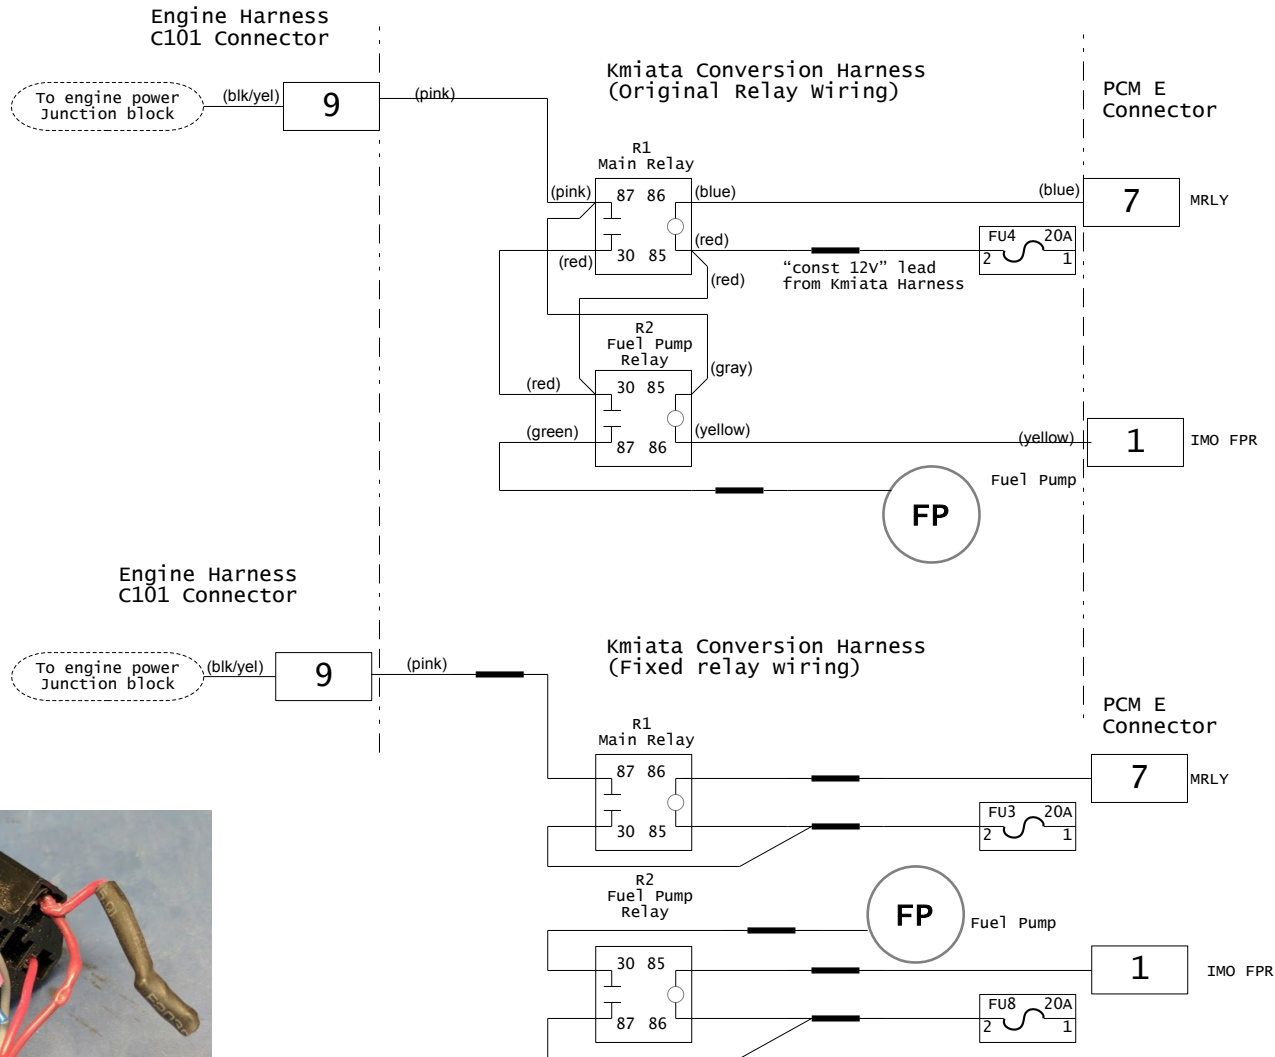 Engine Harness
C101 Connector
Kmiata Conversion Harness
(Original Relay Wiring)
PCM E
Connector
To engine power
Junction block
(blk/yel)
9
(pink)
R1
Main Relay
(pink)
87 86
(blue)
(blue)
7
MRLY
(red)
30 85
(red)
FU4 20A
2 1
(red)
"const 12V" lead
from Kmiata Harness
R2
Fuel Pump
Relay
(gray)
(red)
30 85
(green)
87 86
(yellow)
(yellow)
1
IMO FPR
Fuel Pump
FP
Engine Harness
C101 Connector
Kmiata Conversion Harness
(Fixed relay wiring)
To engine power
Junction block
(blk/yel)
9
(pink)
PCM E
Connector
R1
Main Relay
87 86
7
MRLY
30 85
FU3 20A
2 1
R2
Fuel Pump
Relay
FP
Fuel Pump
30 85
1
IMO FPR
87 86
FU8 20A
2 1